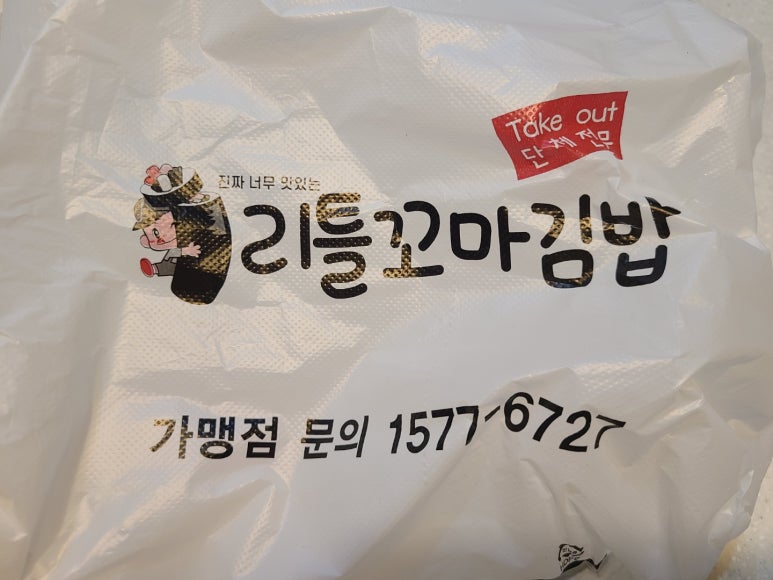 Take out
단체전문
진짜 너무 맛있는
리틀꼬마김밥
가맹점 문의 1577-6727